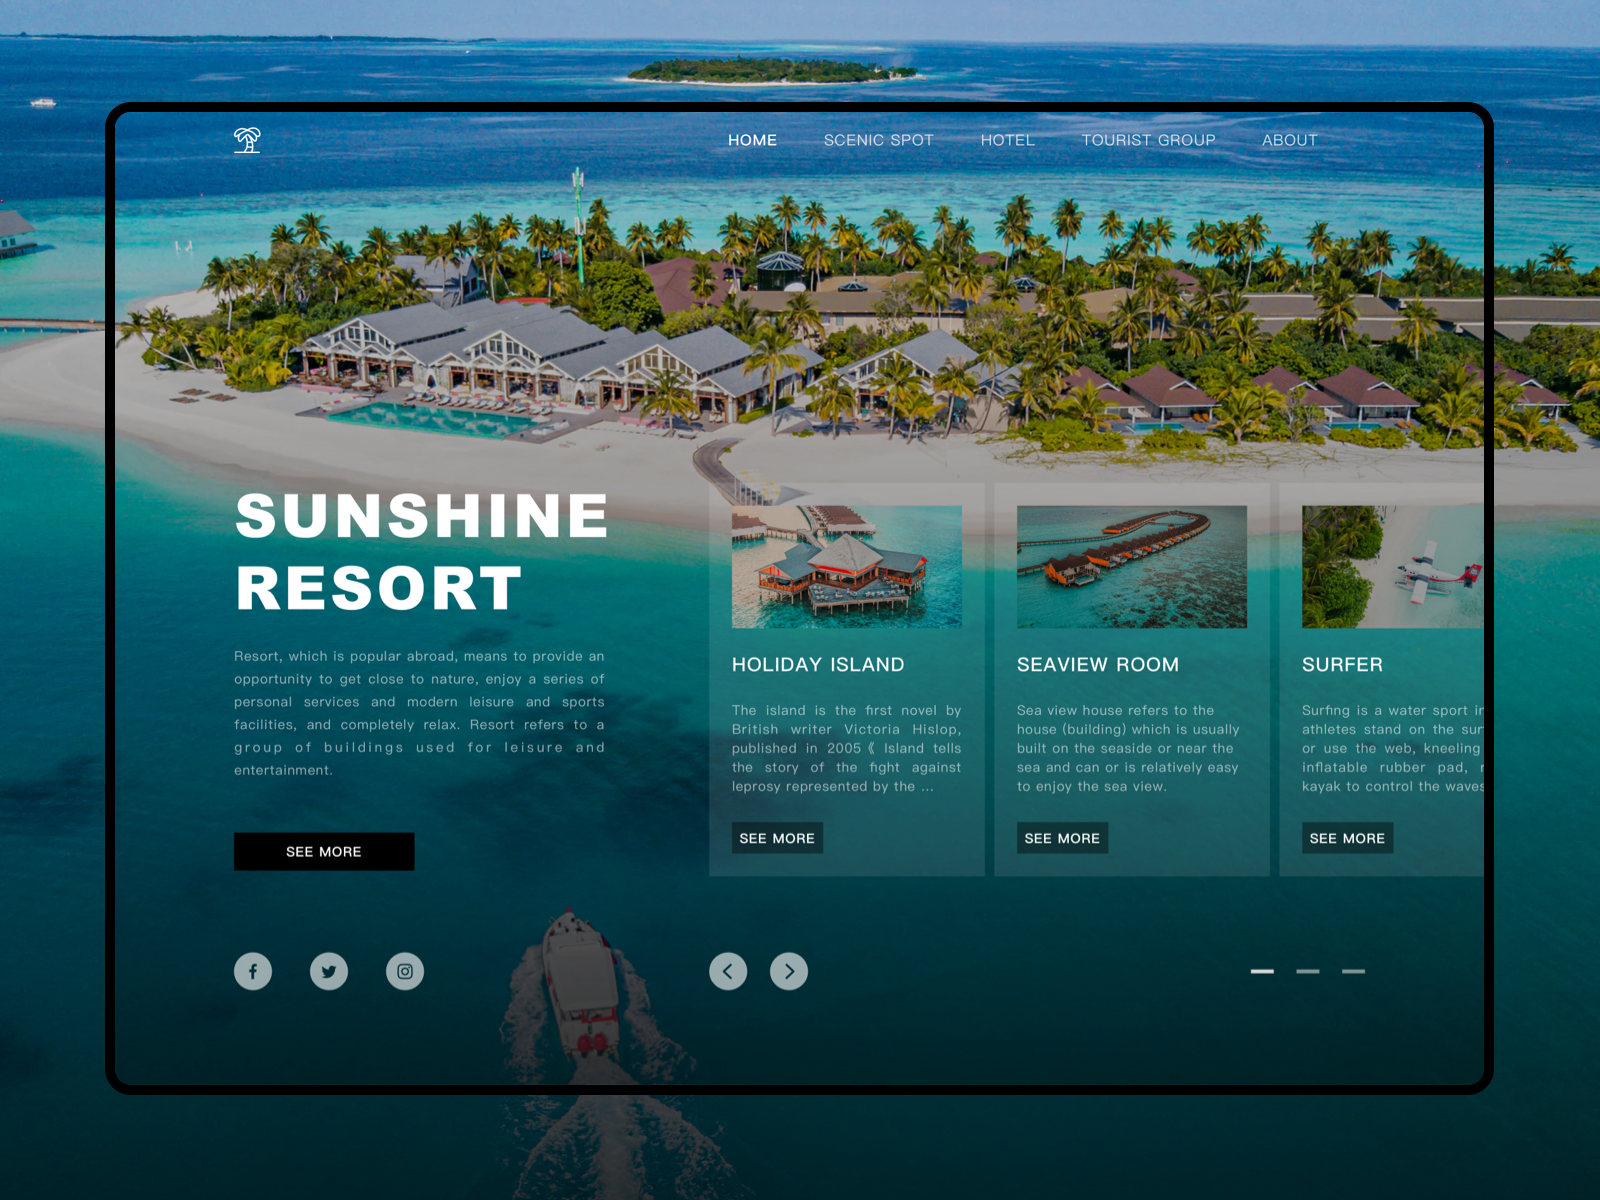 HOME SCENIC SPOT HOTEL TOURIST GROUP ABOUT
SUNSHINE
RESORT
Resort, which is popular abroad, means to provide an
opportunity to get close to nature, enjoy a series of
personal services and modern leisure and sports
facilities, and completely relax. Resort refers to a
group of buildings used for leisure and
entertainment.
SEE MORE
HOLIDAY ISLAND
The island is the first novel by
British writer Victoria Hislop,
published in 2005《 Island tells
the story of the fight against
leprosy represented by the ...
SEE MORE
SEAVIEW ROOM
Sea view house refers to the
house (building) which is usually
built on the seaside or near the
sea and can or is relatively easy
to enjoy the sea view.
SEE MORE
SURFER
Surfing is a water sport in
athletes stand on the sur
or use the web, kneeling
inflatable rubber pad, r
kayak to control the waves
SEE MORE